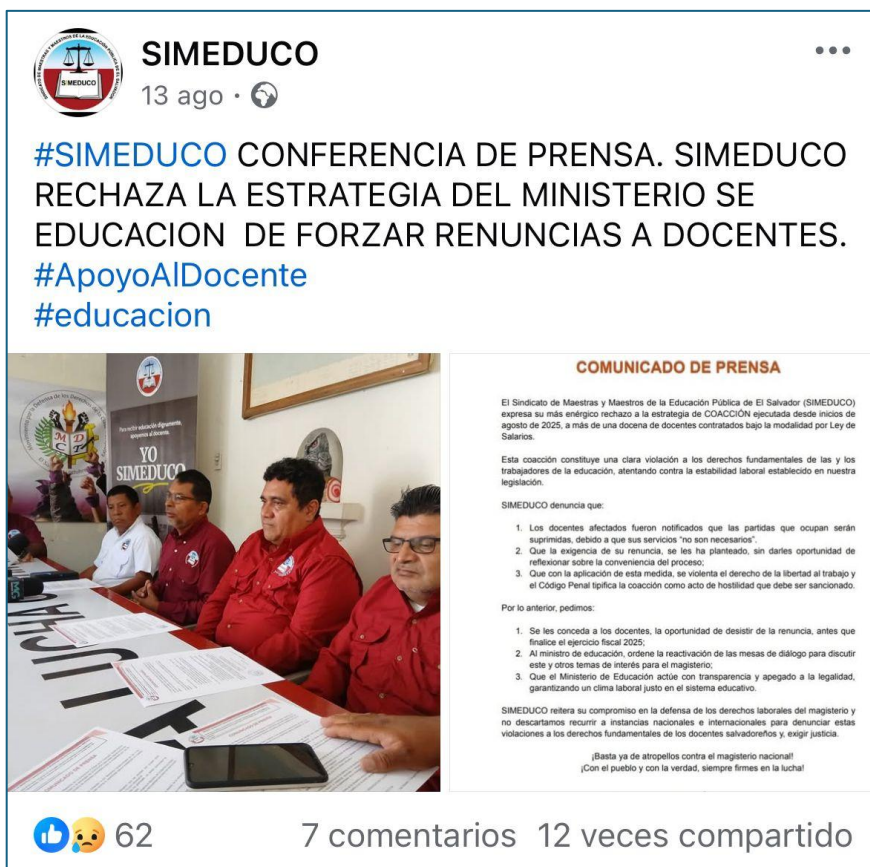 SIMEDUCO
13 ago ·
#SIMEDUCO CONFERENCIA DE PRENSA. SIMEDUCO
RECHAZA LA ESTRATEGIA DEL MINISTERIO SE
EDUCACION DE FORZAR RENUNCIAS A DOCENTES.
#ApoyoAlDocente
#educacion
Para recibir educación dignamente,
apoyemos al docente.
YO
SIMEDUCO
LUCHA
COMUNICADO DE PRENSA
El Sindicato de Maestras y Maestros de la Educación Pública de El Salvador (SIMEDUCO)
expresa su más enérgico rechazo a la estrategia de COACCIÓN ejecutada desde inicios de
agosto de 2025, a más de una docena de docentes contratados bajo la modalidad por Ley de
Salarios.
Esta coacción constituye una clara violación a los derechos fundamentales de las y los
trabajadores de la educación, atentando contra la estabilidad laboral establecido en nuestra
legislación.
SIMEDUCO denuncia que:
1. Los docentes afectados fueron notificados que las partidas que ocupan serán
suprimidas, debido a que sus servicios “no son necesarios”.
2. Que la exigencia de su renuncia, se les ha planteado, sin darles oportunidad de
reflexionar sobre la conveniencia del proceso;
3. Que con la aplicación de esta medida, se violenta el derecho de la libertad al trabajo y
el Código Penal tipifica la coacción como acto de hostilidad que debe ser sancionado.
Por lo anterior, pedimos:
1. Se les conceda a los docentes, la oportunidad de desistir de la renuncia, antes que
finalice el ejercicio fiscal 2025;
2. Al ministro de educación, ordene la reactivación de las mesas de diálogo para discutir
este y otros temas de interés para el magisterio;
3. Que el Ministerio de Educación actúe con transparencia y apegado a la legalidad,
garantizando un clima laboral justo en el sistema educativo.
SIMEDUCO reitera su compromiso en la defensa de los derechos laborales del magisterio y
no descartamos recurrir a instancias nacionales e internacionales para denunciar estas
violaciones a los derechos fundamentales de los docentes salvadoreños y, exigir justicia.
¡Basta ya de atropellos contra el magisterio nacional!
¡Con el pueblo y con la verdad, siempre firmes en la lucha!
62
7 comentarios 12 veces compartido